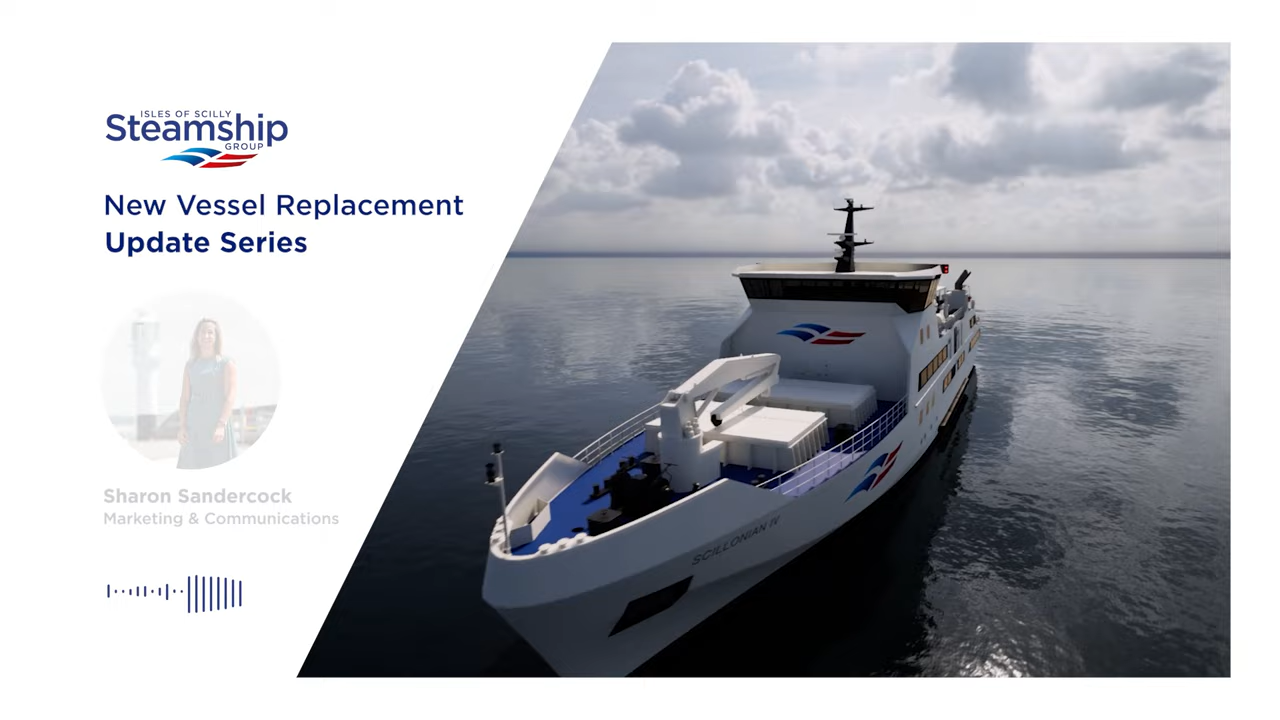 ISLES OF SCILLY
Steamship
GROUP
New Vessel Replacement
Update Series
Sharon Sandercock
Marketing & Communications
SCILLONIAN IV